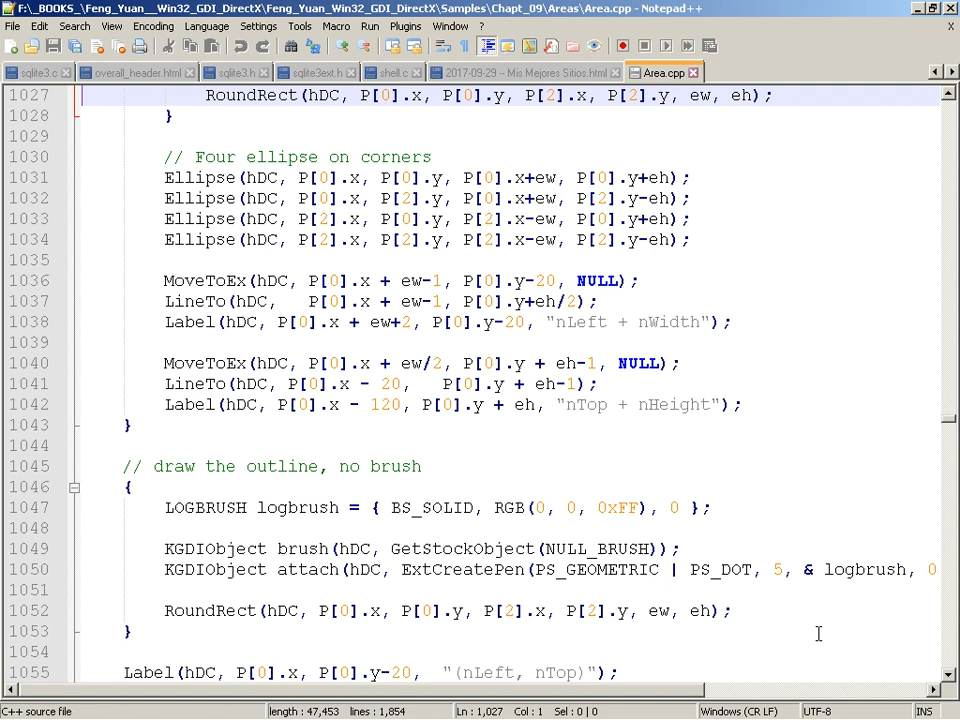 F:\_BOOKS_\Feng_Yuan_Win32_GDI_DirectX\Feng_Yuan_Win32_GDI_DirectX\Samples\Chapt_09\Areas\Area.cpp - Notepad++
File Edit Search View Encoding Language Settings Tools Macro Run Plugins Window ? X
sqlite3.c overall_header.html sqlite3.h sqlite3ext.h shell.c 2017-09-29 -- Mis Mejores Sitios.html Area.cpp
1027 RoundRect(hDC, P[0].x, P[0].y, P[2].x, P[2].y, ew, eh);
1028 }
1029
1030 // Four ellipse on corners
1031 Ellipse(hDC, P[0].x, P[0].y, P[0].x+ew, P[0].y+eh);
1032 Ellipse(hDC, P[0].x, P[2].y, P[0].x+ew, P[2].y-eh);
1033 Ellipse(hDC, P[2].x, P[0].y, P[2].x-ew, P[0].y+eh);
1034 Ellipse(hDC, P[2].x, P[2].y, P[2].x-ew, P[2].y-eh);
1035
1036 MoveToEx(hDC, P[0].x + ew-1, P[0].y-20, NULL);
1037 LineTo(hDC,   P[0].x + ew-1, P[0].y+eh/2);
1038 Label(hDC, P[0].x + ew+2, P[0].y-20, "nLeft + nWidth");
1039
1040 MoveToEx(hDC, P[0].x + ew/2, P[0].y + eh-1, NULL);
1041 LineTo(hDC, P[0].x - 20,   P[0].y + eh-1);
1042 Label(hDC, P[0].x - 120, P[0].y + eh, "nTop + nHeight");
1043 }
1044
1045 // draw the outline, no brush
1046 {
1047 LOGBRUSH logbrush = { BS_SOLID, RGB(0, 0, 0xFF), 0 };
1048
1049 KGDIObject brush(hDC, GetStockObject(NULL_BRUSH));
1050 KGDIObject attach(hDC, ExtCreatePen(PS_GEOMETRIC | PS_DOT, 5, & logbrush, 0
1051
1052 RoundRect(hDC, P[0].x, P[0].y, P[2].x, P[2].y, ew, eh);
1053 }
1054
1055 Label(hDC, P[0].x, P[0].y-20,  "(nLeft, nTop)");
C++ source file length : 47,453 lines : 1,854 Ln : 1,027 Col : 1 Sel : 0 | 0 Windows (CR LF) UTF-8 INS